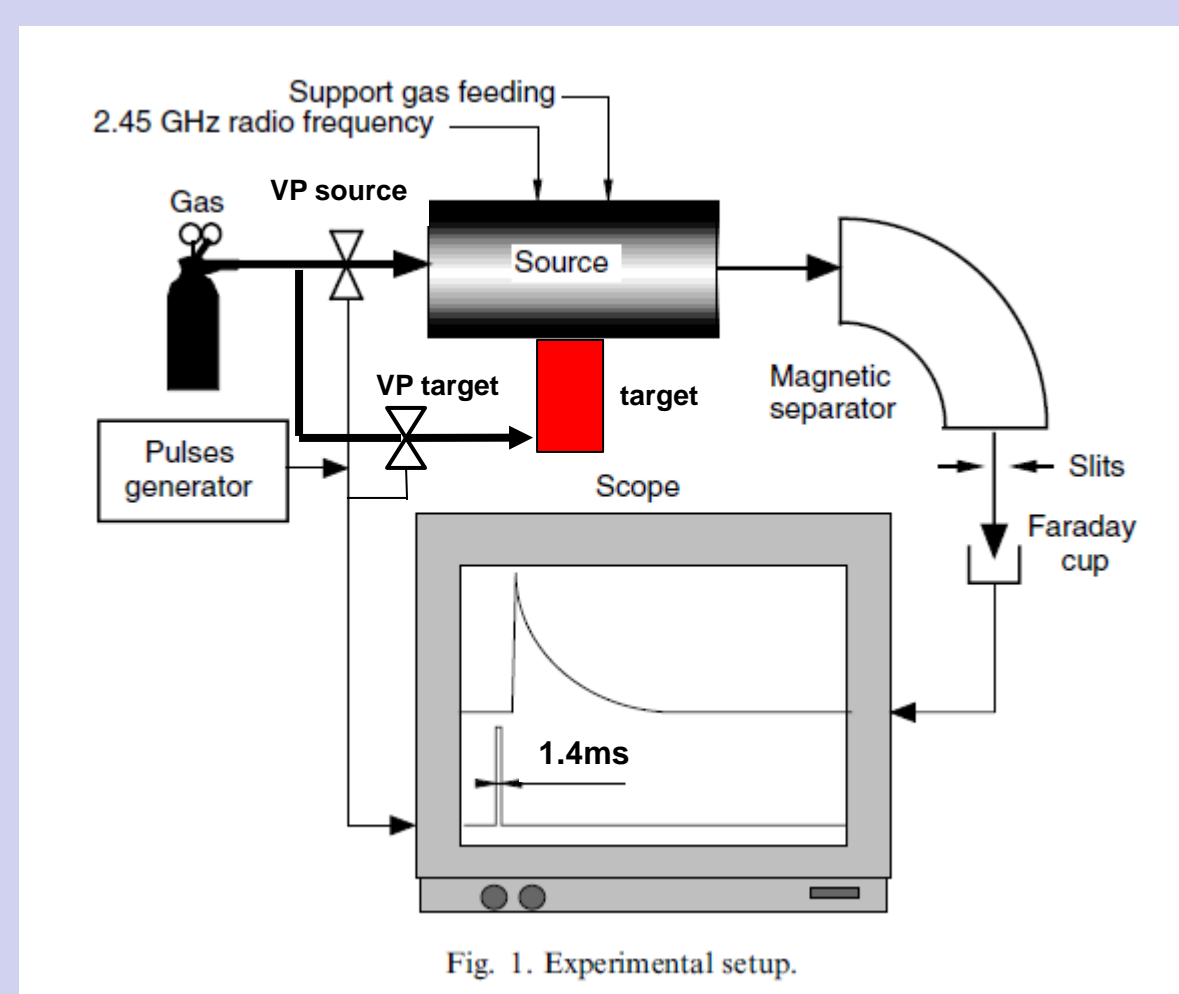 Support gas feeding
2.45 GHz radio frequency
VP source
Gas
Source
VP target
target
Magnetic
separator
Pulses
generator
Slits
Scope
Faraday
cup
1.4ms
Fig. 1. Experimental setup.